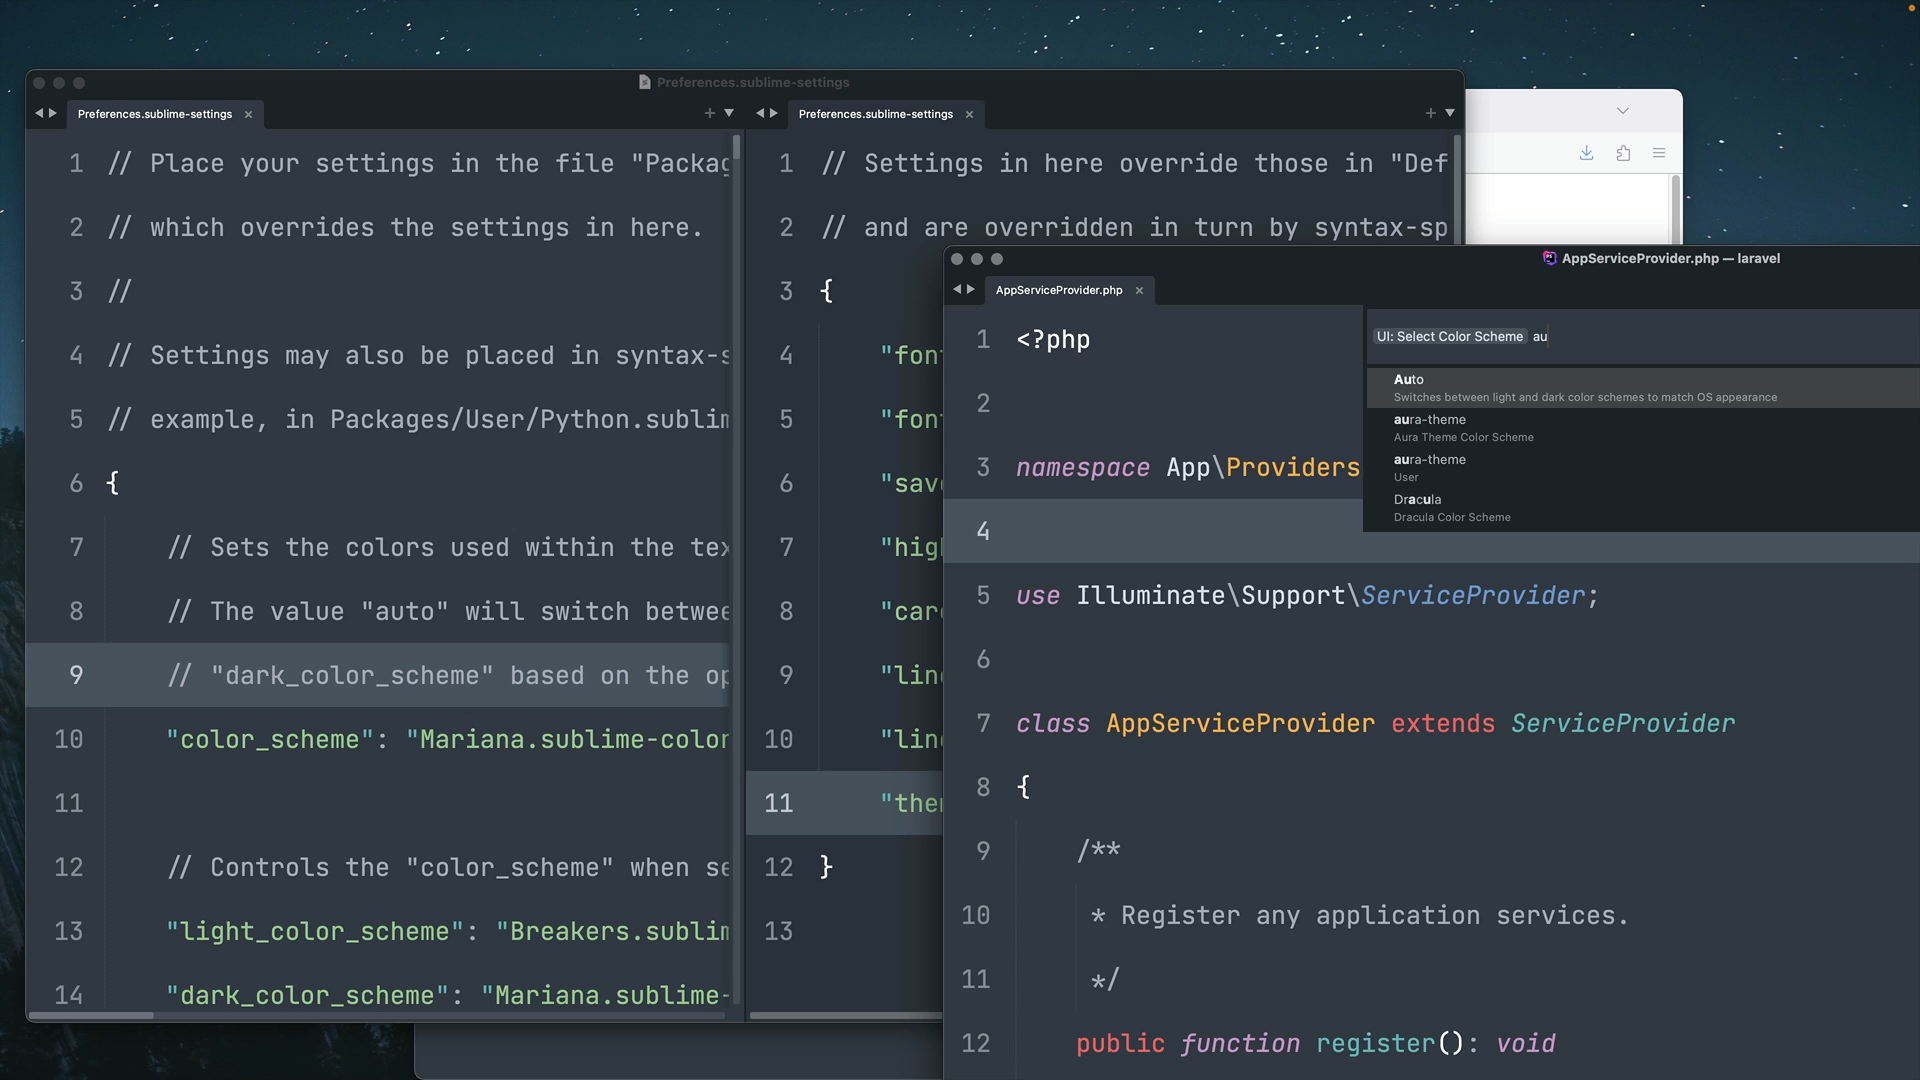 Preferences.sublime-settings
Preferences.sublime-settings
1 // Place your settings in the file "Packag
2 // which overrides the settings in here.
3 //
4 // Settings may also be placed in syntax-s
5 // example, in Packages/User/Python.sublim
6 {
7 // Sets the colors used within the tex
8 // The value "auto" will switch betwee
9 // "dark_color_scheme" based on the op
10 "color_scheme": "Mariana.sublime-color
11
12 // Controls the "color_scheme" when se
13 "light_color_scheme": "Breakers.sublim
14 "dark_color_scheme": "Mariana.sublime-
Preferences.sublime-settings
1 // Settings in here override those in "Def
2 // and are overridden in turn by syntax-sp
3 {
4 "fon
5 "fon
6 "sav
7 "hig
8 "car
9 "lin
10 "lin
11 "the
12 }
13
AppServiceProvider.php — laravel
AppServiceProvider.php
1 <?php
2
3 namespace App\Providers
4
5 use Illuminate\Support\ServiceProvider;
6
7 class AppServiceProvider extends ServiceProvider
8 {
9 /**
10 * Register any application services.
11 */
12 public function register(): void
UI: Select Color Scheme au
Auto
Switches between light and dark color schemes to match OS appearance
aura-theme
Aura Theme Color Scheme
aura-theme
User
Dracula
Dracula Color Scheme